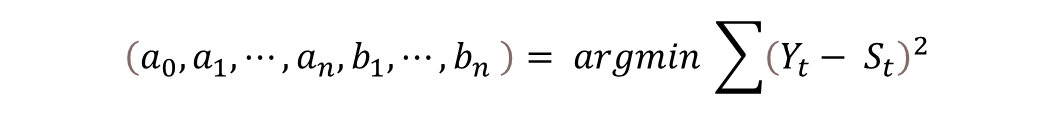 (a₀, a₁, ⋯, aₙ, b₁, ⋯, bₙ ) = argmin ∑(Yₜ − Sₜ)²